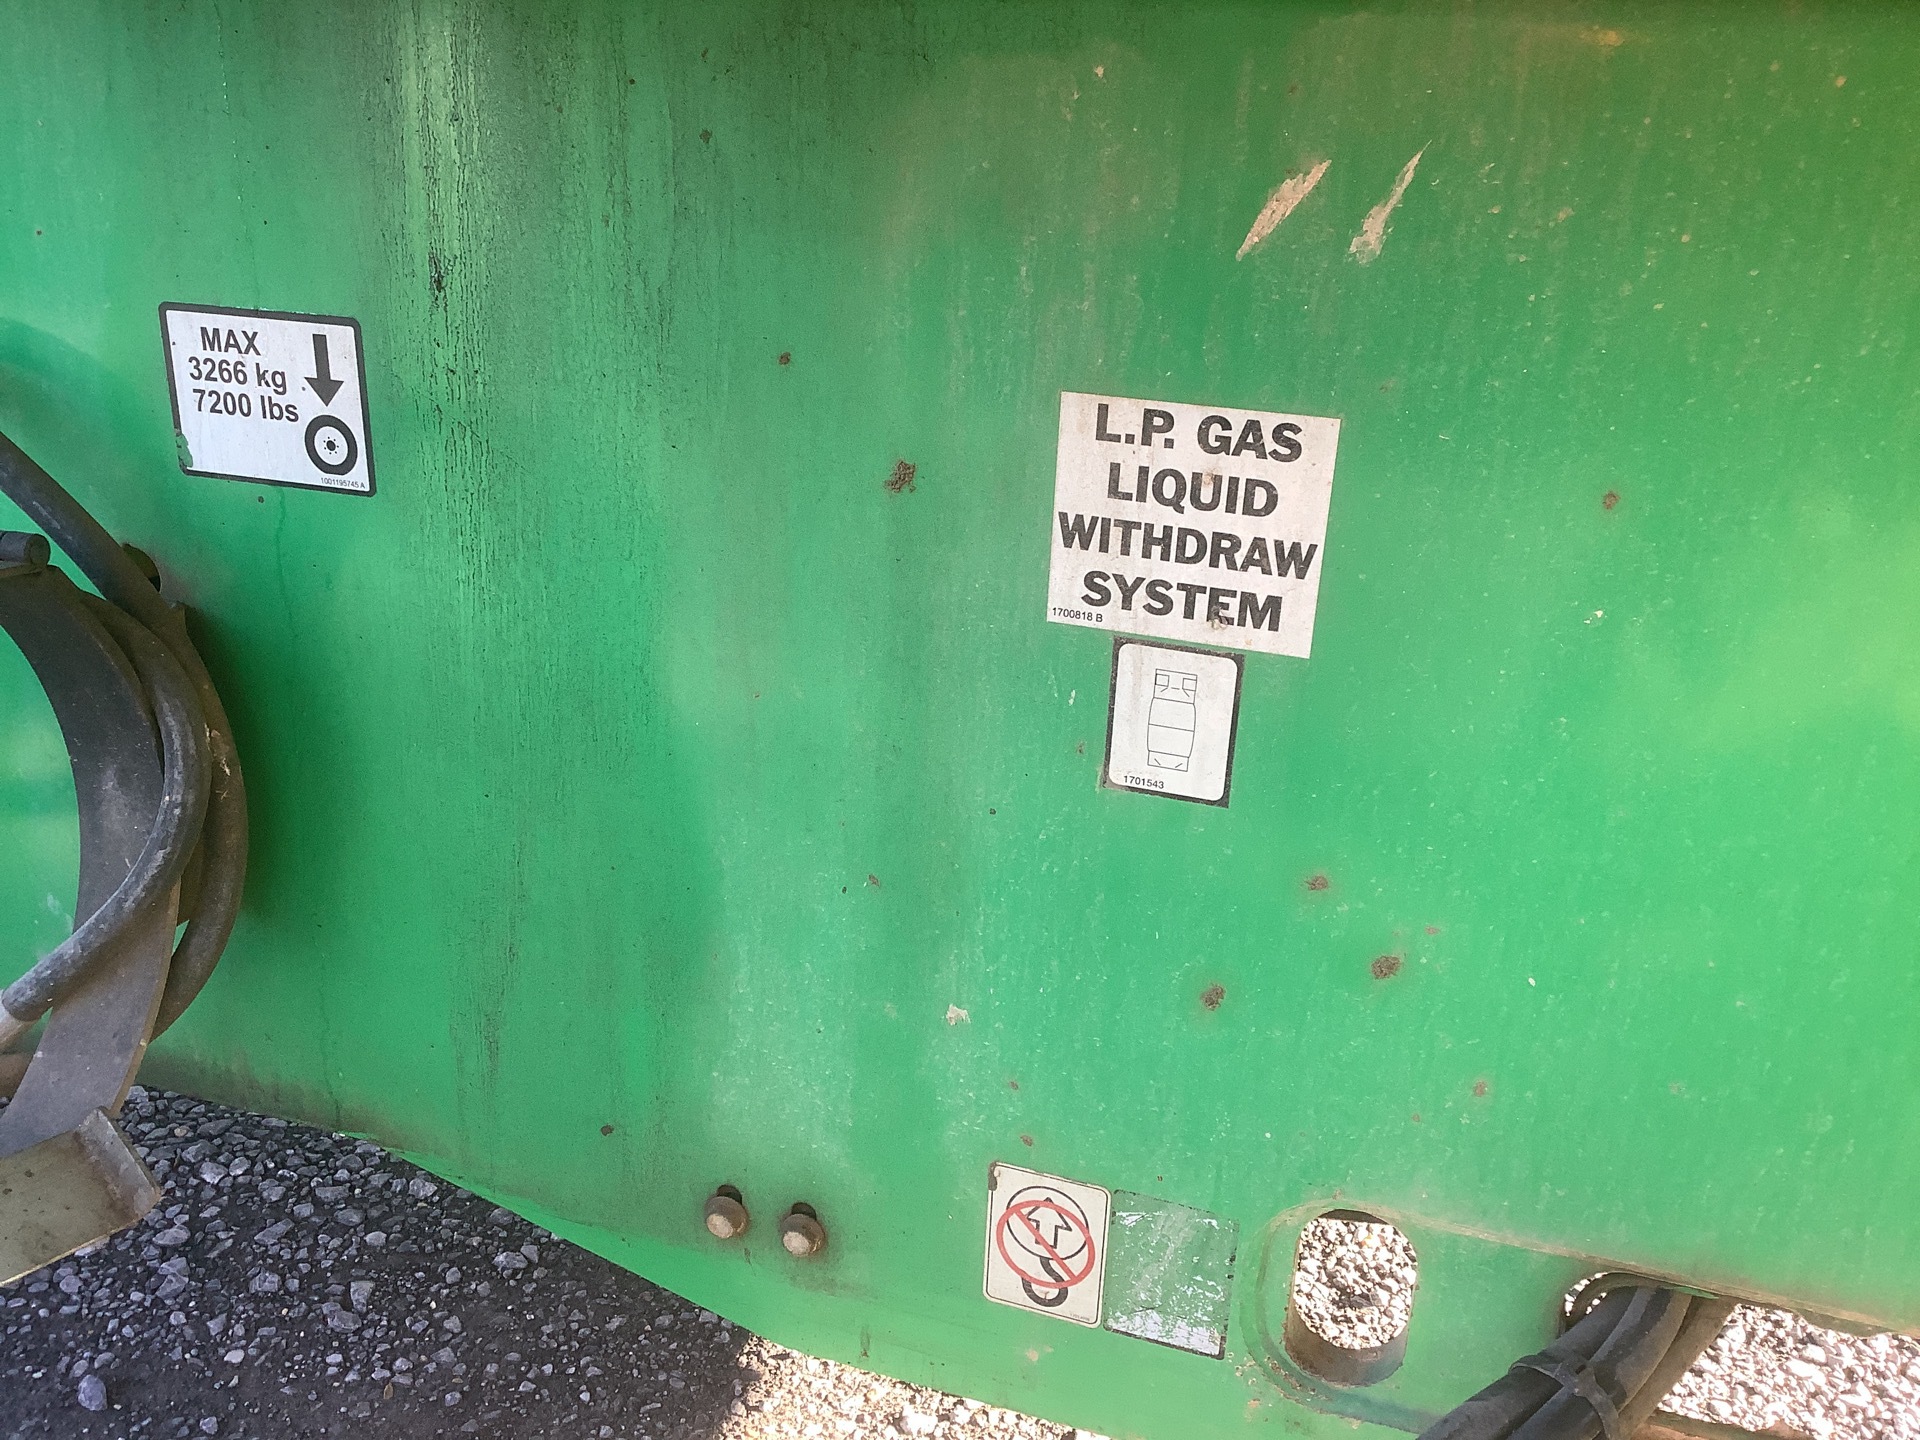 MAX
3266 kg
7200 lbs
1001195745 A
L.P. GAS
LIQUID
WITHDRAW
SYSTEM
1700818 B
1701543